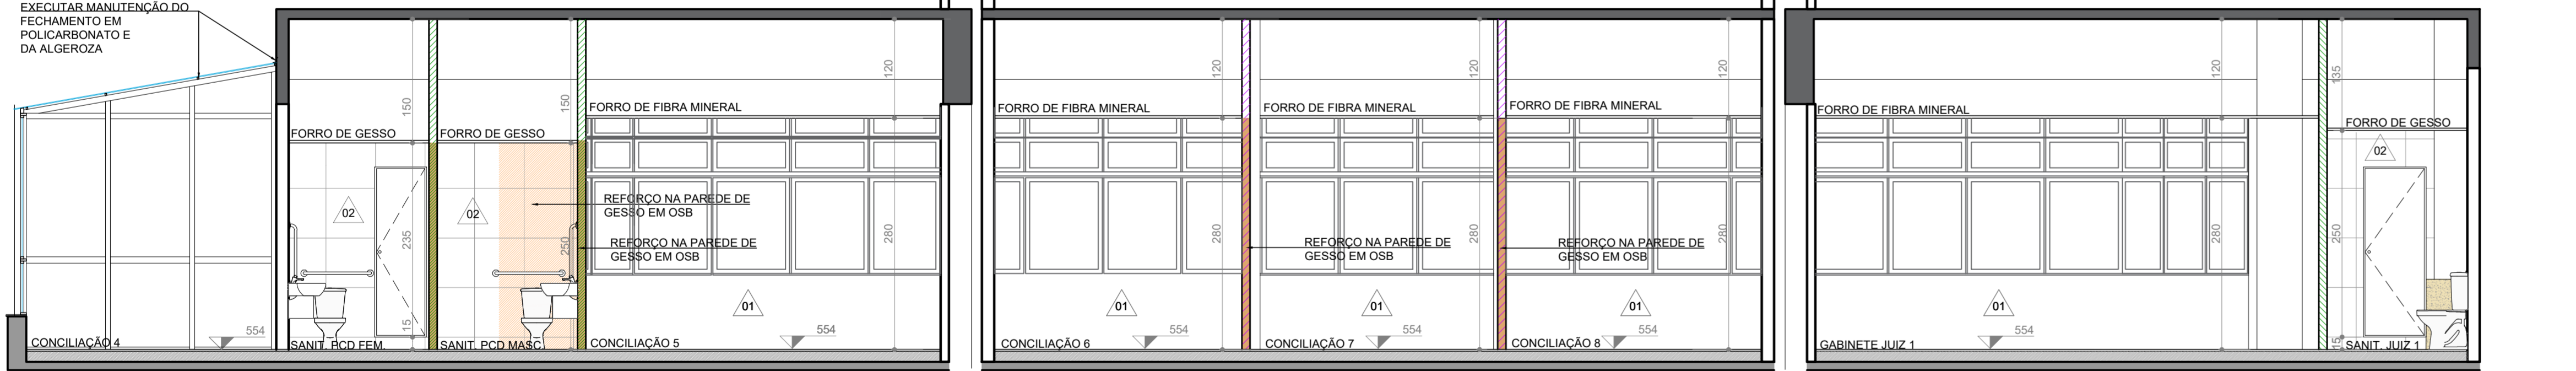 EXECUTAR MANUTENÇÃO DO
FECHAMENTO EM
POLICARBONATO E
DA ALGEROZA
CONCILIAÇÃO 4
554
FORRO DE GESSO
150
02
235
15
SANIT. PCD FEM.
FORRO DE GESSO
150
02
250
SANIT. PCD MASC.
FORRO DE FIBRA MINERAL
120
REFORÇO NA PAREDE DE
GESSO EM OSB
REFORÇO NA PAREDE DE
GESSO EM OSB
280
01
554
CONCILIAÇÃO 5
FORRO DE FIBRA MINERAL
120
280
01
554
CONCILIAÇÃO 6
FORRO DE FIBRA MINERAL
120
REFORÇO NA PAREDE DE
GESSO EM OSB
280
01
554
CONCILIAÇÃO 7
FORRO DE FIBRA MINERAL
120
REFORÇO NA PAREDE DE
GESSO EM OSB
280
01
554
CONCILIAÇÃO 8
FORRO DE FIBRA MINERAL
120
280
01
554
GABINETE JUIZ 1
135
FORRO DE GESSO
02
250
15
SANIT. JUIZ 1